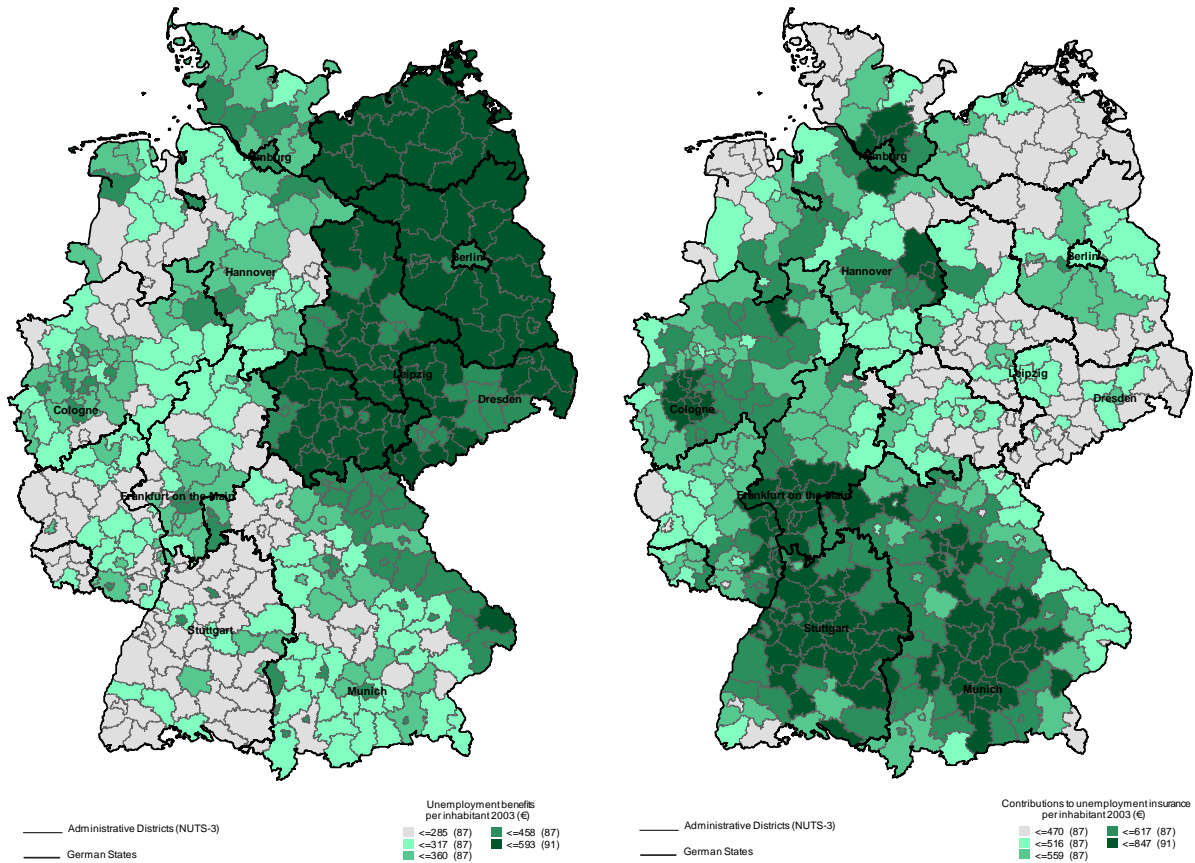 Hamburg
Berlin
Hannover
Leipzig
Cologne
Dresden
Frankfurt on the Main
Stuttgart
Munich
Hamburg
Berlin
Hannover
Leipzig
Cologne
Dresden
Frankfurt on the Main
Stuttgart
Munich
Administrative Districts (NUTS-3)
German States
Unemployment benefits
per inhabitant 2003 (€)
<=285 (87) <=458 (87)
<=317 (87) <=593 (91)
<=360 (87)
Administrative Districts (NUTS-3)
German States
Contributions to unemployment insurance
per inhabitant 2003 (€)
<=470 (87) <=617 (87)
<=516 (87) <=847 (91)
<=559 (87)